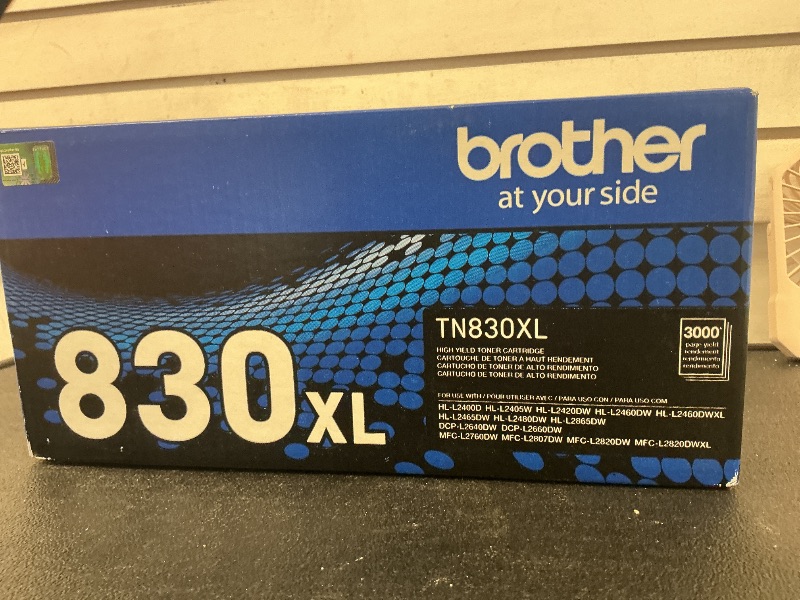 brother
at your side
830XL
TN830XL
HIGH YIELD TONER CARTRIDGE
CARTOUCHE DE TONER À HAUT RENDEMENT
CARTUCHO DE TONER DE ALTO RENDIMIENTO
CARTUCHO DE TONER DE ALTO RENDIMENTO
3000*
page yield
rendement
rendimiento
rendimento
FOR USE WITH / POUR UTILISER AVEC / PARA USO CON / PARA USO COM
HL-L2400D HL-L2405W HL-L2420DW HL-L2460DW HL-L2460DWXL
HL-L2465DW HL-L2480DW HL-L2865DW
DCP-L2640DW DCP-L2660DW
MFC-L2760DW MFC-L2807DW MFC-L2820DW MFC-L2820DWXL